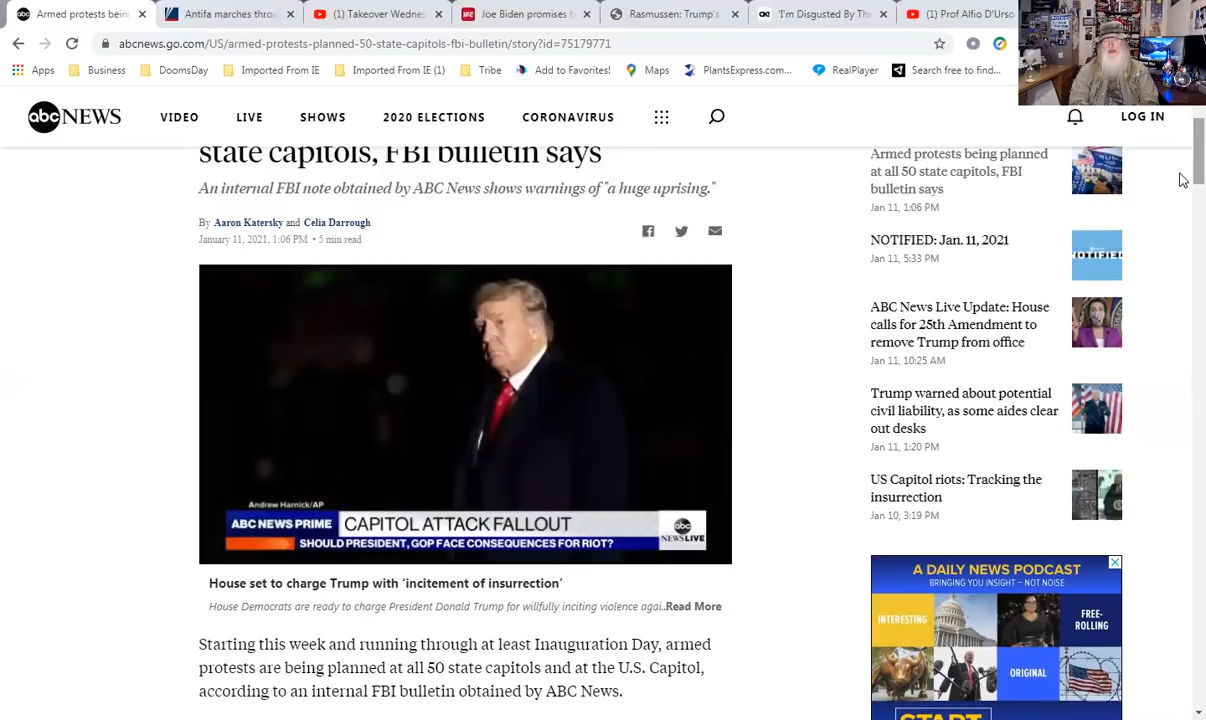 Armed protests bein
Antifa marches throu
(1) Takeover Wednes
Joe Biden promises t
Rasmussen: Trump's
'I'm Disgusted By The
(1) Prof Alfio D'Urso
abcnews.go.com/US/armed-protests-planned-50-state-capitols-fbi-bulletin/story?id=75179771
Apps
Business
DoomsDay
Imported From IE
Imported From IE (1)
Tribe
Add to Favorites!
Maps
PlantsExpress.com...
RealPlayer
Search free to find...
abc NEWS
VIDEO
LIVE
SHOWS
2020 ELECTIONS
CORONAVIRUS
LOG IN
state capitols, FBI bulletin says
An internal FBI note obtained by ABC News shows warnings of "a huge uprising."
By Aaron Katersky and Celia Darrough
January 11, 2021, 1:06 PM • 5 min read
Andrew Harnick/AP
ABC NEWS PRIME
CAPITOL ATTACK FALLOUT
SHOULD PRESIDENT, GOP FACE CONSEQUENCES FOR RIOT?
abc
NEWS LIVE
House set to charge Trump with ‘incitement of insurrection’
House Democrats are ready to charge President Donald Trump for willfully inciting violence agai..Read More
Starting this week and running through at least Inauguration Day, armed
protests are being planned at all 50 state capitols and at the U.S. Capitol,
according to an internal FBI bulletin obtained by ABC News.
Armed protests being planned
at all 50 state capitols, FBI
bulletin says
Jan 11, 1:06 PM
NOTIFIED: Jan. 11, 2021
Jan 11, 5:33 PM
NOTIFIED
ABC News Live Update: House
calls for 25th Amendment to
remove Trump from office
Jan 11, 10:25 AM
Trump warned about potential
civil liability, as some aides clear
out desks
Jan 11, 1:20 PM
US Capitol riots: Tracking the
insurrection
Jan 10, 3:19 PM
A DAILY NEWS PODCAST
BRINGING YOU INSIGHT – NOT NOISE
INTERESTING
FREE-
ROLLING
ORIGINAL
START